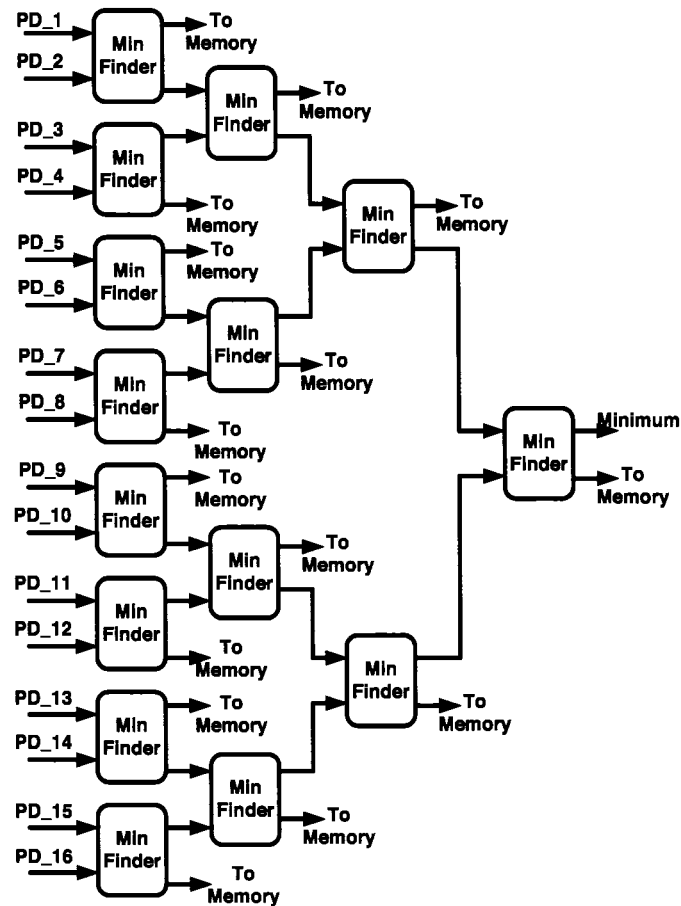 PD_1
PD_2
Min
Finder
To
Memory
Min
Finder
To
Memory
PD_3
PD_4
Min
Finder
To
Memory
Min
Finder
To
Memory
PD_5
PD_6
Min
Finder
To
Memory
Min
Finder
To
Memory
PD_7
PD_8
Min
Finder
To
Memory
Min
Finder
Minimum
To
Memory
PD_9
PD_10
Min
Finder
To
Memory
Min
Finder
To
Memory
PD_11
PD_12
Min
Finder
To
Memory
Min
Finder
To
Memory
PD_13
PD_14
Min
Finder
To
Memory
Min
Finder
To
Memory
PD_15
PD_16
Min
Finder
To
Memory